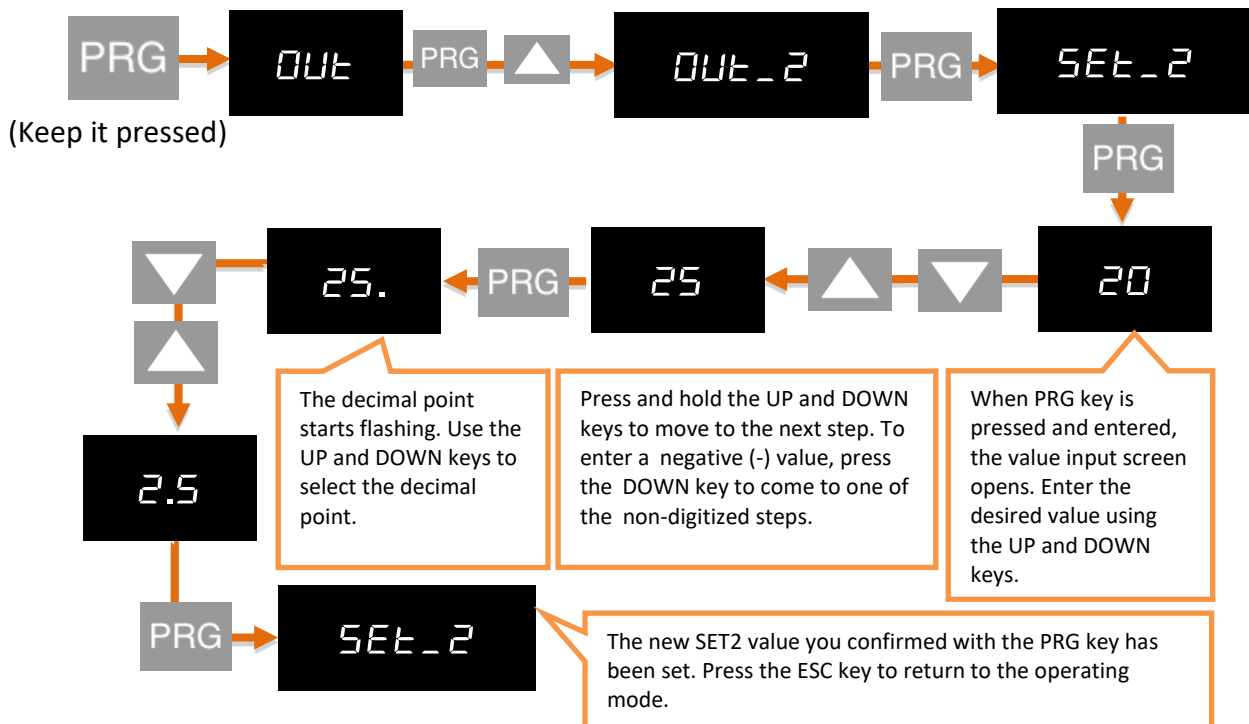 PRG
OUt
PRG
OUt_2
PRG
SEt_2
(Keep it pressed)
PRG
25.
PRG
25
20
The decimal point
starts flashing. Use the
UP and DOWN keys to
select the decimal
point.
Press and hold the UP and DOWN
keys to move to the next step. To
enter a negative (-) value, press
the DOWN key to come to one of
the non-digitized steps.
When PRG key is
pressed and entered,
the value input screen
opens. Enter the
desired value using
the UP and DOWN
keys.
2.5
PRG
SEt_2
The new SET2 value you confirmed with the PRG key has
been set. Press the ESC key to return to the operating
mode.